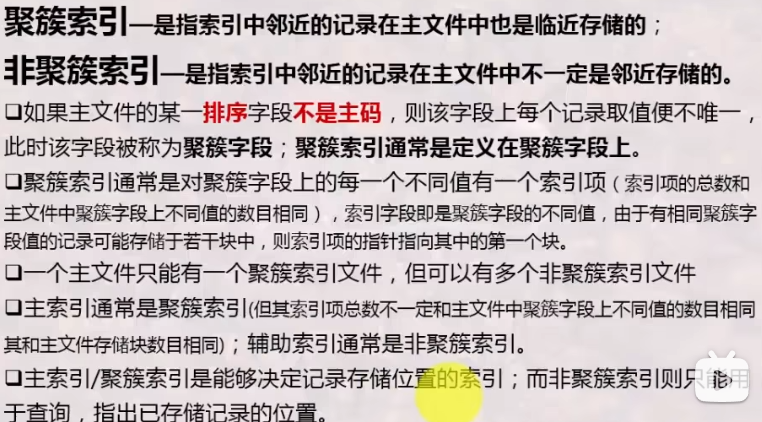 聚簇索引—是指索引中邻近的记录在主文件中也是临近存储的；
非聚簇索引—是指索引中邻近的记录在主文件中不一定是邻近存储的。
❑如果主文件的某一排序字段不是主码，则该字段上每个记录取值便不唯一，
此时该字段被称为聚簇字段；聚簇索引通常是定义在聚簇字段上。
❑聚簇索引通常是对聚簇字段上的每一个不同值有一个索引项（索引项的总数和
主文件中聚簇字段上不同值的数目相同），索引字段即是聚簇字段的不同值，由于有相同聚簇字
段值的记录可能存储于若干块中，则索引项的指针指向其中的第一个块。
❑一个主文件只能有一个聚簇索引文件，但可以有多个非聚簇索引文件
❑主索引通常是聚簇索引(但其索引项总数不一定和主文件中聚簇字段上不同值的数目相同
其和主文件存储块数目相同)；辅助索引通常是非聚簇索引。
❑主索引/聚簇索引是能够决定记录存储位置的索引；而非聚簇索引则只能用
于查询，指出已存储记录的位置。